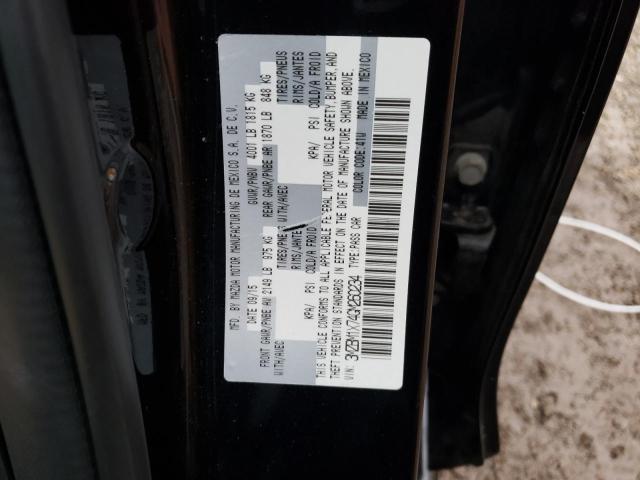 MFD. BY MAZDA MOTOR MANUFACTURING DE MEXICO S.A. DE C.V.
DATE 09/15 GVWR/PNBV 4001 LB 1815 KG
FRONT GAWR/PNBE AV 2149 LB 975 KG REAR GAWR/PNBE AR 1870 LB 848 KG
WITH/AVEC TIRES/PNEUS WITH/AVEC TIRES/PNEUS
RIMS/JANTES RIMS/JANTES
KPA/ PSI COLD/A FROID KPA/ PSI COLD/A FROID
THIS VEHICLE CONFORMS TO ALL APPLICABLE FEDERAL MOTOR VEHICLE SAFETY, BUMPER, AND
THEFT PREVENTION STANDARDS IN EFFECT ON THE DATE OF MANUFACTURE SHOWN ABOVE.
VIN: 3MZBM1X74GM260234 TYPE:PASS CAR COLOR CODE:41W MADE IN MEXICO